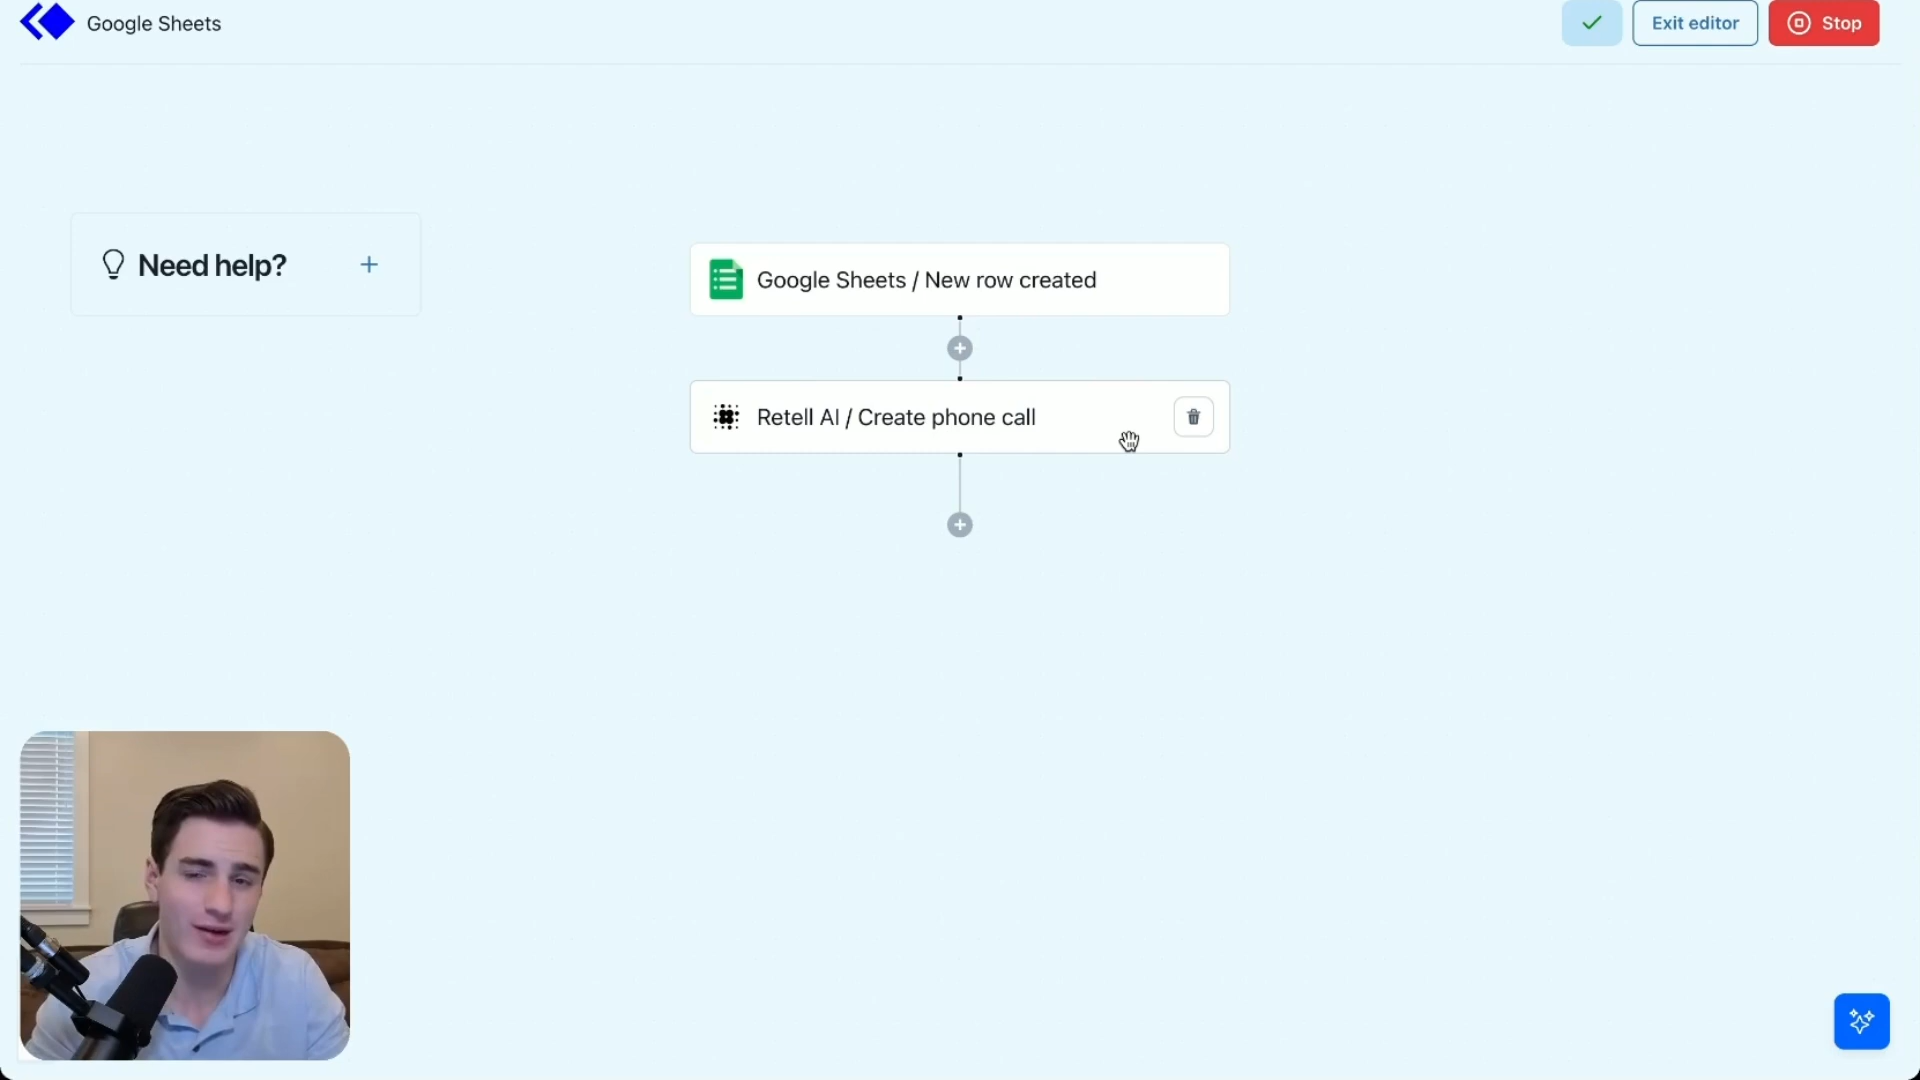 Google Sheets
Exit editor
Stop
Need help?
Google Sheets / New row created
Retell AI / Create phone call